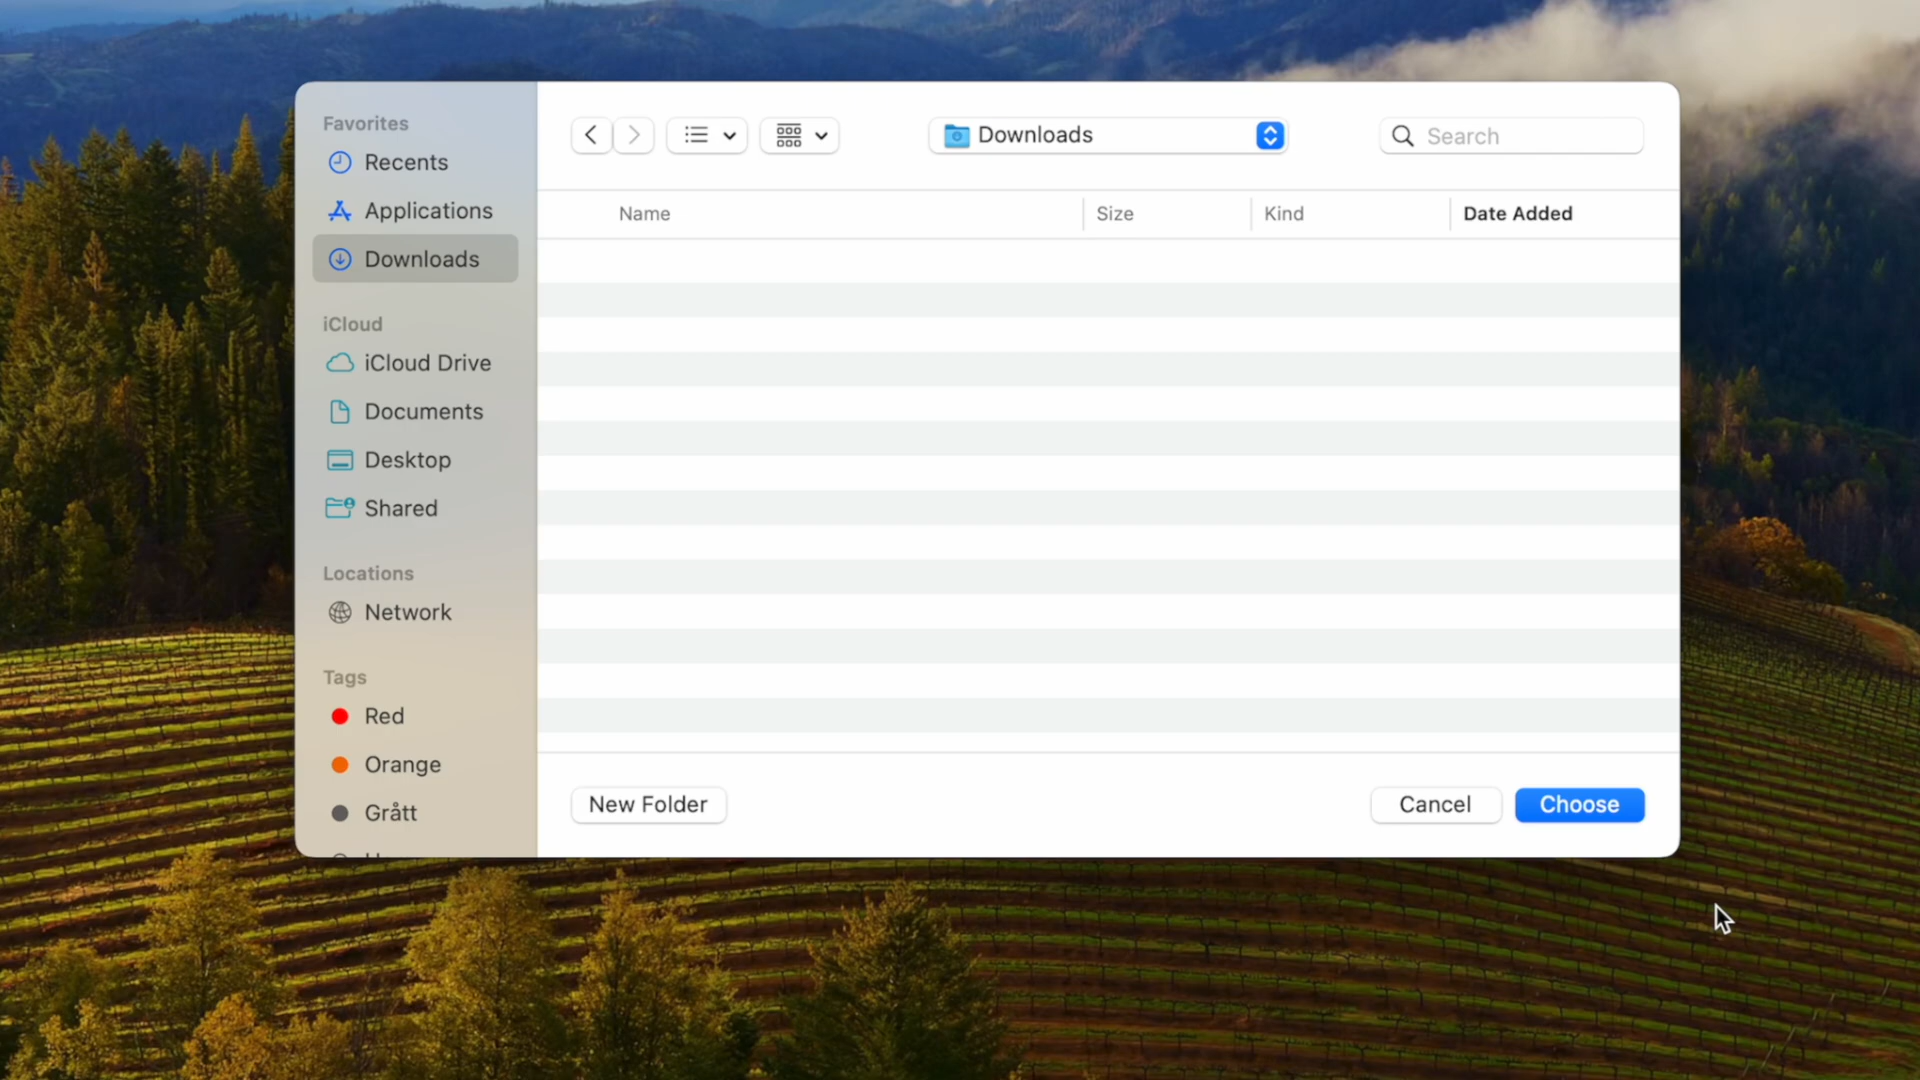 Favorites
Recents
Applications
Downloads
iCloud
iCloud Drive
Documents
Desktop
Shared
Locations
Network
Tags
Red
Orange
Grått
Downloads
Search
Name
Size
Kind
Date Added
New Folder
Cancel
Choose